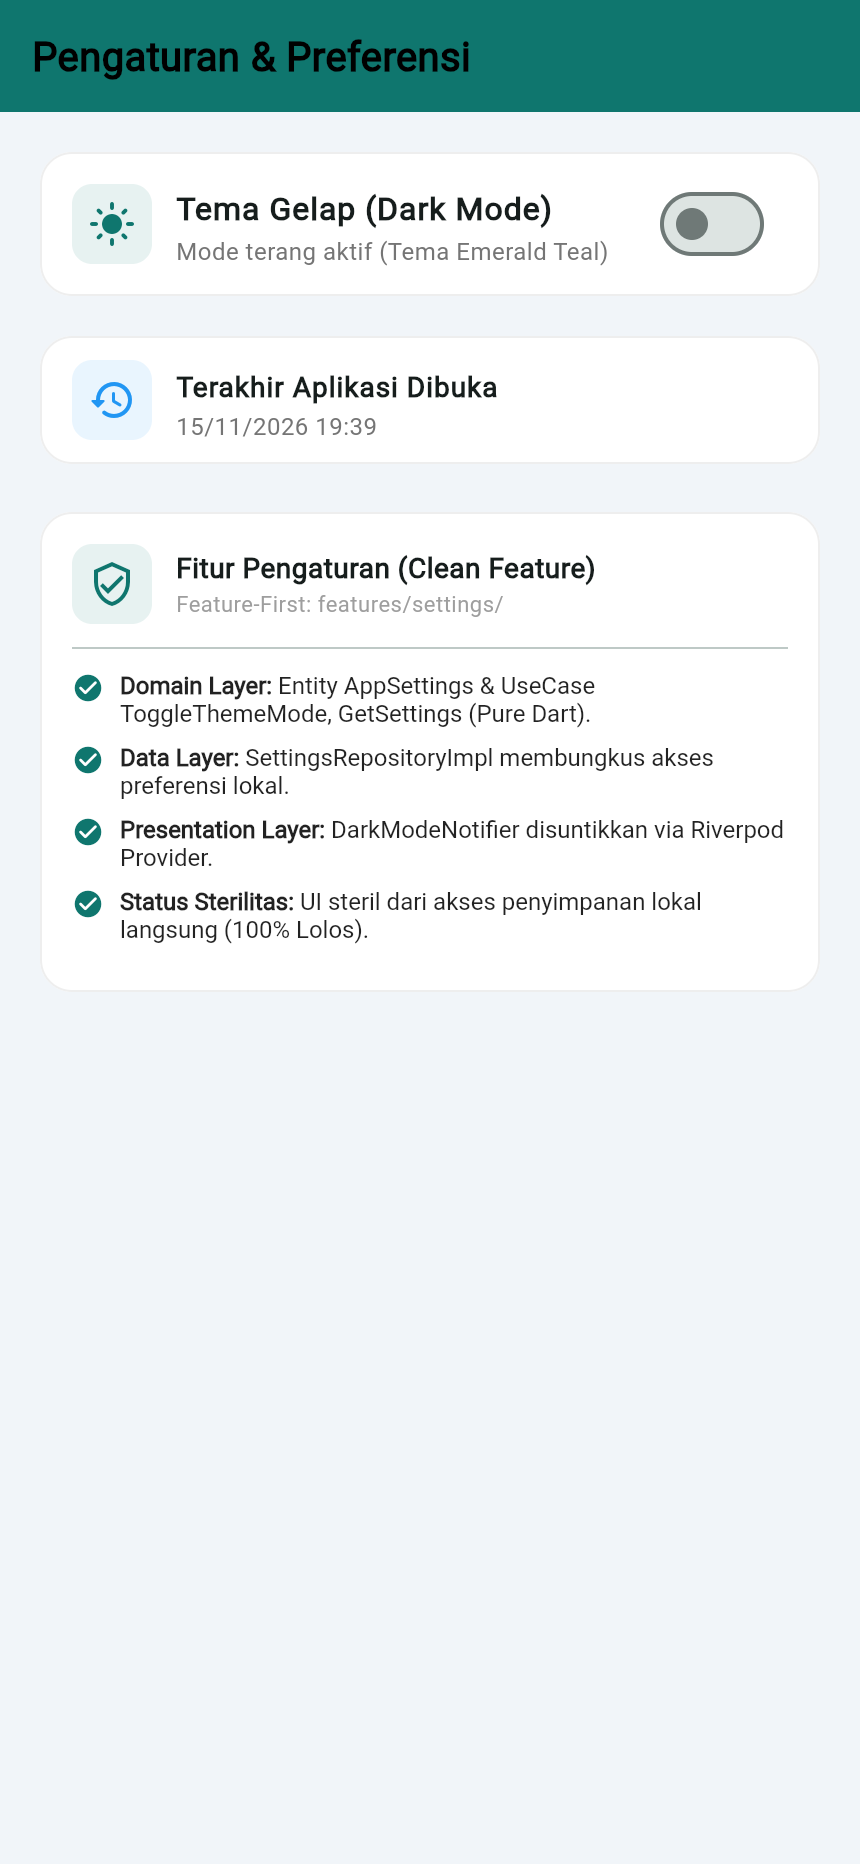 Pengaturan & Preferensi
Tema Gelap (Dark Mode)
Mode terang aktif (Tema Emerald Teal)
Terakhir Aplikasi Dibuka
15/11/2026 19:39
Fitur Pengaturan (Clean Feature)
Feature-First: features/settings/
Domain Layer: Entity AppSettings & UseCase
ToggleThemeMode, GetSettings (Pure Dart).
Data Layer: SettingsRepositoryImpl membungkus akses
preferensi lokal.
Presentation Layer: DarkModeNotifier disuntikkan via Riverpod
Provider.
Status Sterilitas: UI steril dari akses penyimpanan lokal
langsung (100% Lolos).